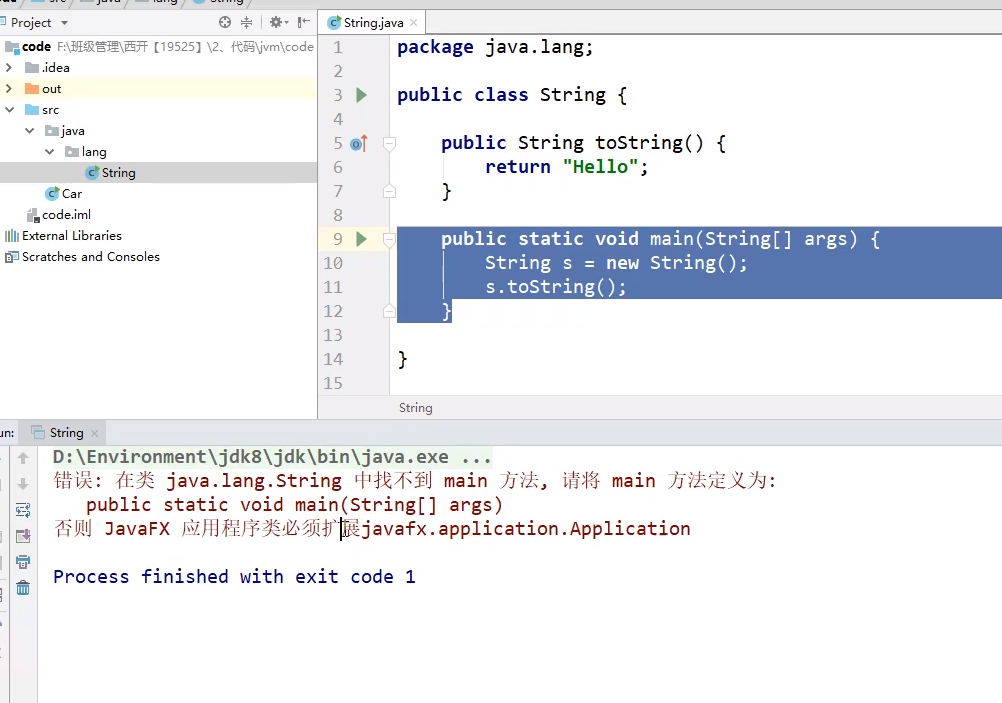 Project
code F:\班级管理\西开【19525】\2、代码\jvm\code
.idea
out
src
java
lang
String
Car
code.iml
External Libraries
Scratches and Consoles
String.java
1 package java.lang;
2
3 public class String {
4
5 public String toString() {
6 return "Hello";
7 }
8
9 public static void main(String[] args) {
10 String s = new String();
11 s.toString();
12 }
13
14 }
15
String
un: String
D:\Environment\jdk8\jdk\bin\java.exe ...
错误: 在类 java.lang.String 中找不到 main 方法, 请将 main 方法定义为:
public static void main(String[] args)
否则 JavaFX 应用程序类必须扩展javafx.application.Application
Process finished with exit code 1